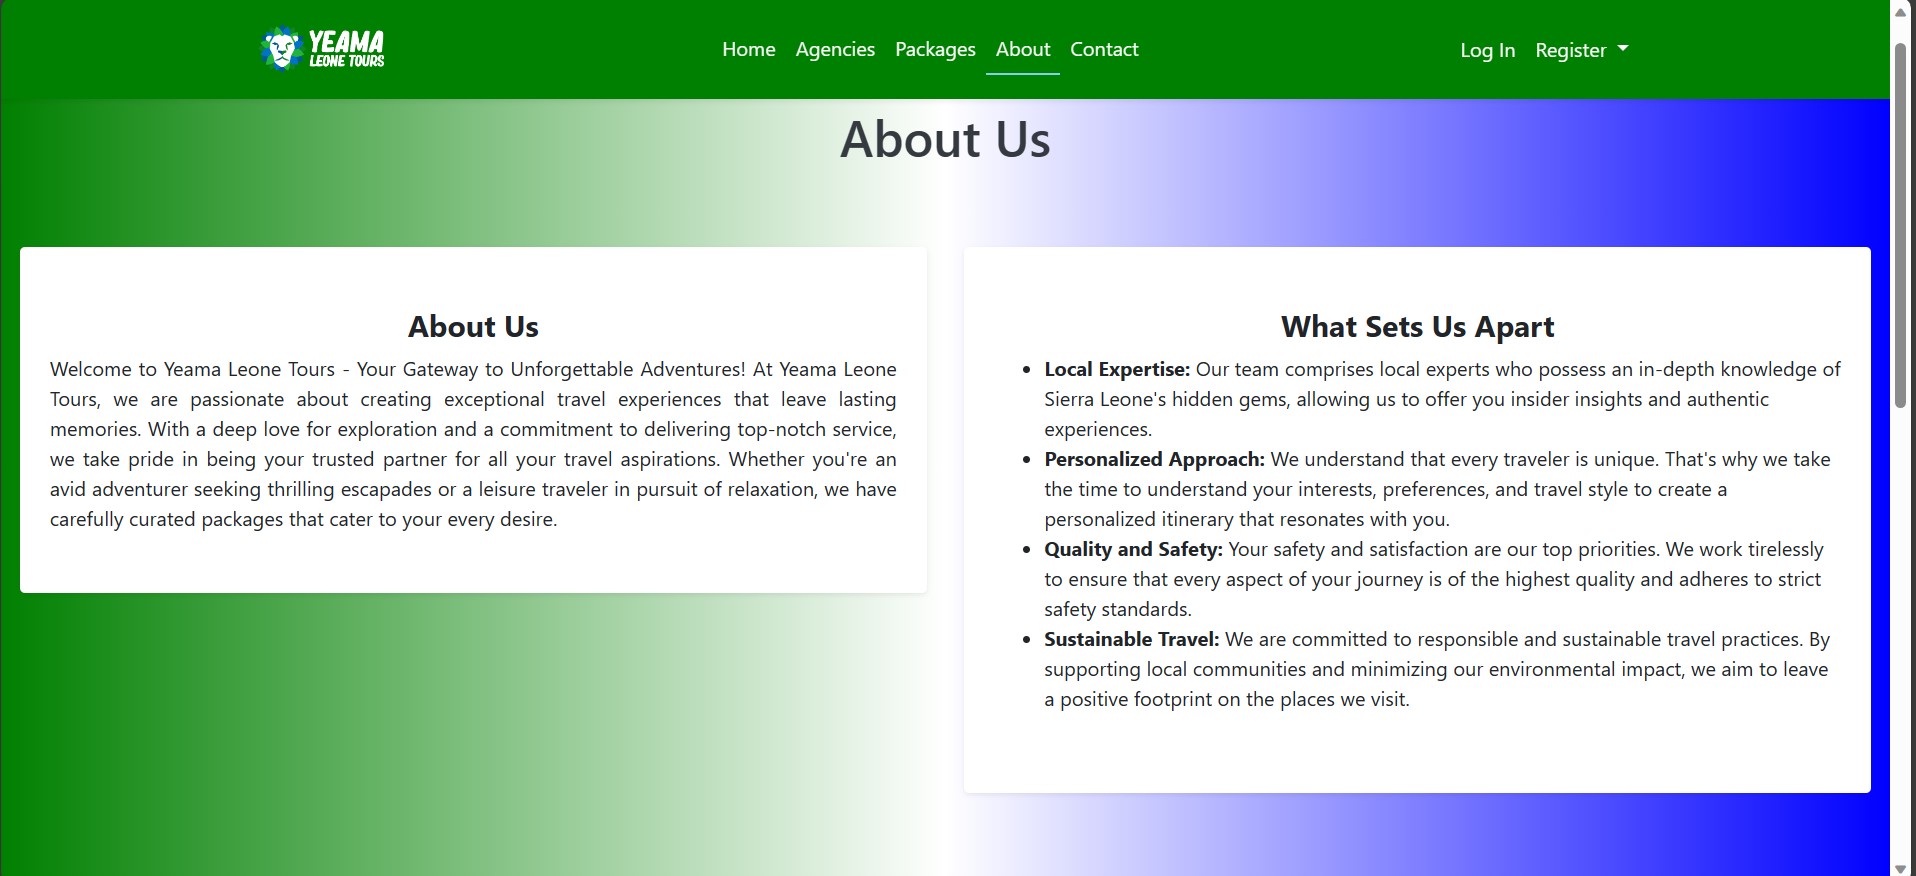 YEAMA
LEONE TOURS
Home Agencies Packages About Contact
Log In Register
About Us
About Us
Welcome to Yeama Leone Tours - Your Gateway to Unforgettable Adventures! At Yeama Leone
Tours, we are passionate about creating exceptional travel experiences that leave lasting
memories. With a deep love for exploration and a commitment to delivering top-notch service,
we take pride in being your trusted partner for all your travel aspirations. Whether you're an
avid adventurer seeking thrilling escapades or a leisure traveler in pursuit of relaxation, we have
carefully curated packages that cater to your every desire.
What Sets Us Apart
• Local Expertise: Our team comprises local experts who possess an in-depth knowledge of
Sierra Leone's hidden gems, allowing us to offer you insider insights and authentic
experiences.
• Personalized Approach: We understand that every traveler is unique. That's why we take
the time to understand your interests, preferences, and travel style to create a
personalized itinerary that resonates with you.
• Quality and Safety: Your safety and satisfaction are our top priorities. We work tirelessly
to ensure that every aspect of your journey is of the highest quality and adheres to strict
safety standards.
• Sustainable Travel: We are committed to responsible and sustainable travel practices. By
supporting local communities and minimizing our environmental impact, we aim to leave
a positive footprint on the places we visit.